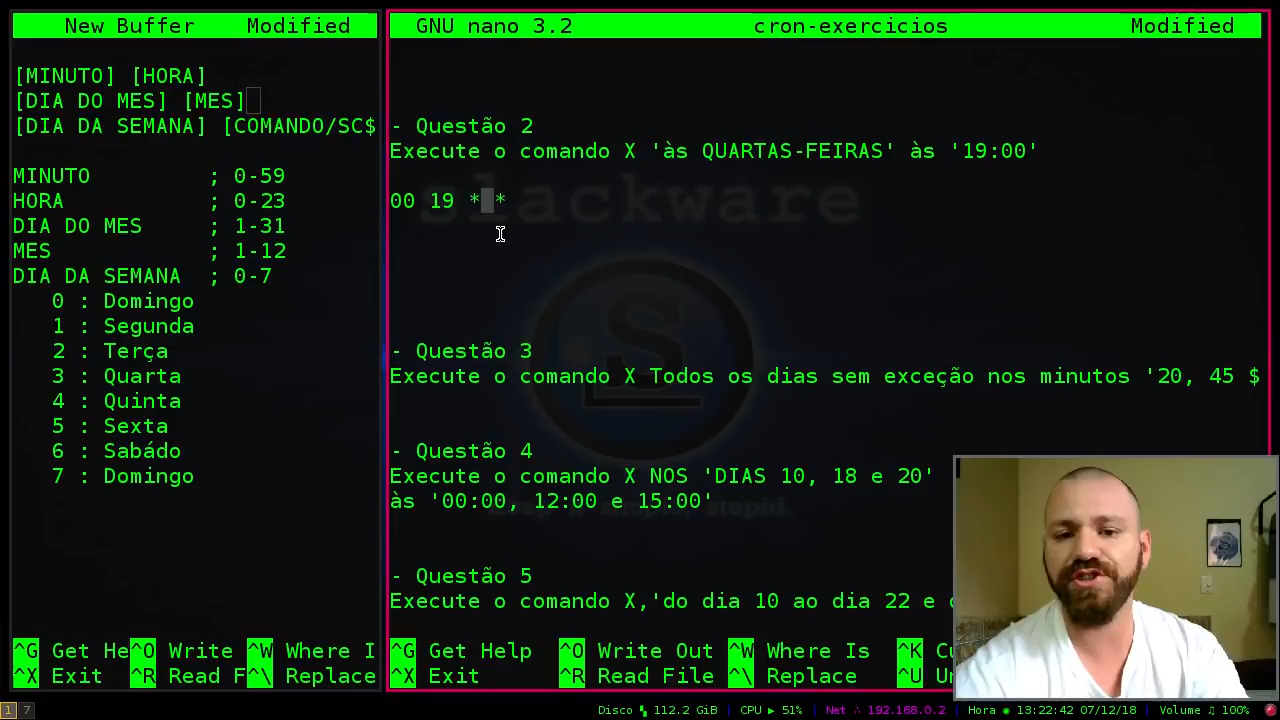 New Buffer Modified
[MINUTO] [HORA]
[DIA DO MES] [MES]
[DIA DA SEMANA] [COMANDO/SC$
MINUTO ; 0-59
HORA ; 0-23
DIA DO MES ; 1-31
MES ; 1-12
DIA DA SEMANA ; 0-7
0 : Domingo
1 : Segunda
2 : Terça
3 : Quarta
4 : Quinta
5 : Sexta
6 : Sabádo
7 : Domingo
^G Get He ^O Write ^W Where I
^X Exit ^R Read F ^\ Replace
GNU nano 3.2 cron-exercicios Modified
- Questão 2
Execute o comando X 'às QUARTAS-FEIRAS' às '19:00'
00 19 * *
slackware
- Questão 3
Execute o comando X Todos os dias sem exceção nos minutos '20, 45 $
- Questão 4
Execute o comando X NOS 'DIAS 10, 18 e 20'
às '00:00, 12:00 e 15:00'
stupid.
- Questão 5
Execute o comando X,'do dia 10 ao dia 22 e
^G Get Help ^O Write Out ^W Where Is ^K
^X Exit ^R Read File ^\ Replace ^U
1 7 Disco 112.2 GiB | CPU ▶ 51% | Net ∴ 192.168.0.2 | Hora ◉ 13:22:42 07/12/18 | Volume ♫ 100%